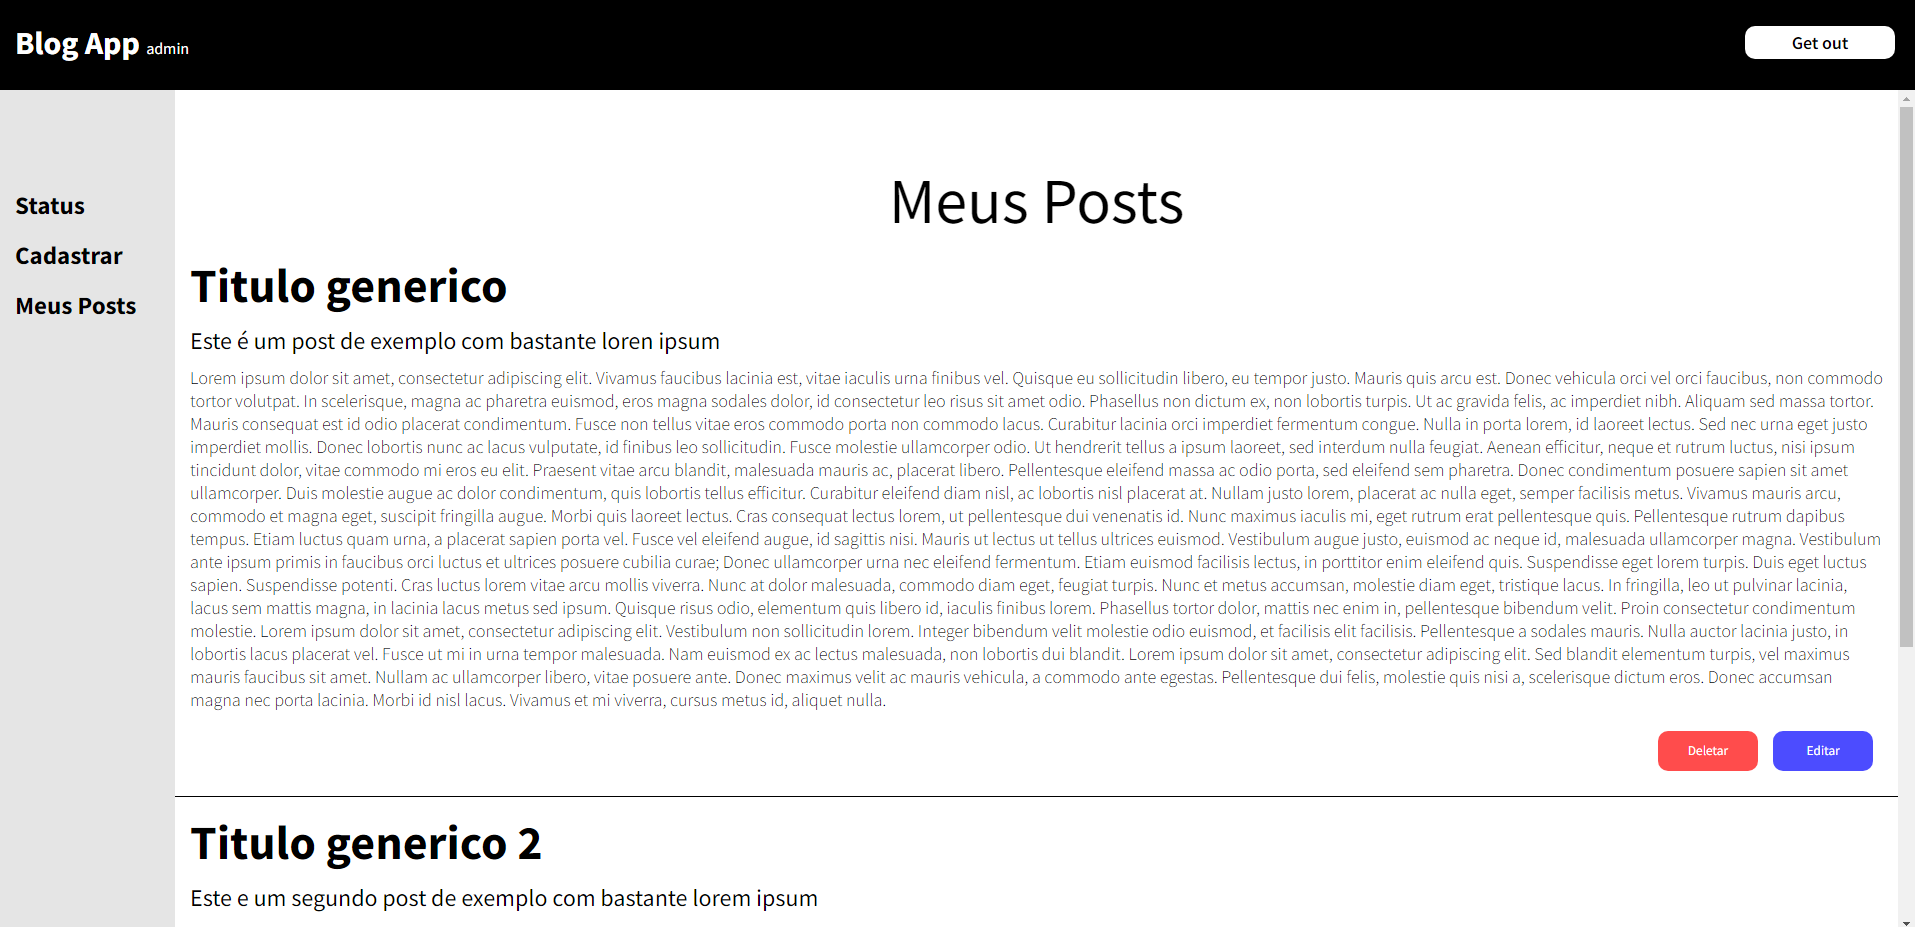 Blog App admin
Get out
Status
Cadastrar
Meus Posts
Meus Posts
Titulo generico
Este é um post de exemplo com bastante loren ipsum
Lorem ipsum dolor sit amet, consectetur adipiscing elit. Vivamus faucibus lacinia est, vitae iaculis urna finibus vel. Quisque eu sollicitudin libero, eu tempor justo. Mauris quis arcu est. Donec vehicula orci vel orci faucibus, non commodo
tortor volutpat. In scelerisque, magna ac pharetra euismod, eros magna sodales dolor, id consectetur leo risus sit amet odio. Phasellus non dictum ex, non lobortis turpis. Ut ac gravida felis, ac imperdiet nibh. Aliquam sed massa tortor.
Mauris consequat est id odio placerat condimentum. Fusce non tellus vitae eros commodo porta non commodo lacus. Curabitur lacinia orci imperdiet fermentum congue. Nulla in porta lorem, id laoreet lectus. Sed nec urna eget justo
imperdiet mollis. Donec lobortis nunc ac lacus vulputate, id finibus leo sollicitudin. Fusce molestie ullamcorper odio. Ut hendrerit tellus a ipsum laoreet, sed interdum nulla feugiat. Aenean efficitur, neque et rutrum luctus, nisi ipsum
tincidunt dolor, vitae commodo mi eros eu elit. Praesent vitae arcu blandit, malesuada mauris ac, placerat libero. Pellentesque eleifend massa ac odio porta, sed eleifend sem pharetra. Donec condimentum posuere sapien sit amet
ullamcorper. Duis molestie augue ac dolor condimentum, quis lobortis tellus efficitur. Curabitur eleifend diam nisl, ac lobortis nisl placerat at. Nullam justo lorem, placerat ac nulla eget, semper facilisis metus. Vivamus mauris arcu,
commodo et magna eget, suscipit fringilla augue. Morbi quis laoreet lectus. Cras consequat lectus lorem, ut pellentesque dui venenatis id. Nunc maximus iaculis mi, eget rutrum erat pellentesque quis. Pellentesque rutrum dapibus
tempus. Etiam luctus quam urna, a placerat sapien porta vel. Fusce vel eleifend augue, id sagittis nisi. Mauris ut lectus ut tellus ultrices euismod. Vestibulum augue justo, euismod ac neque id, malesuada ullamcorper magna. Vestibulum
ante ipsum primis in faucibus orci luctus et ultrices posuere cubilia curae; Donec ullamcorper urna nec eleifend fermentum. Etiam euismod facilisis lectus, in porttitor enim eleifend quis. Suspendisse eget lorem turpis. Duis eget luctus
sapien. Suspendisse potenti. Cras luctus lorem vitae arcu mollis viverra. Nunc at dolor malesuada, commodo diam eget, feugiat turpis. Nunc et metus accumsan, molestie diam eget, tristique lacus. In fringilla, leo ut pulvinar lacinia,
lacus sem mattis magna, in lacinia lacus metus sed ipsum. Quisque risus odio, elementum quis libero id, iaculis finibus lorem. Phasellus tortor dolor, mattis nec enim in, pellentesque bibendum velit. Proin consectetur condimentum
molestie. Lorem ipsum dolor sit amet, consectetur adipiscing elit. Vestibulum non sollicitudin lorem. Integer bibendum velit molestie odio euismod, et facilisis elit facilisis. Pellentesque a sodales mauris. Nulla auctor lacinia justo, in
lobortis lacus placerat vel. Fusce ut mi in urna tempor malesuada. Nam euismod ex ac lectus malesuada, non lobortis dui blandit. Lorem ipsum dolor sit amet, consectetur adipiscing elit. Sed blandit elementum turpis, vel maximus
mauris faucibus sit amet. Nullam ac ullamcorper libero, vitae posuere ante. Donec maximus velit ac mauris vehicula, a commodo ante egestas. Pellentesque dui felis, molestie quis nisi a, scelerisque dictum eros. Donec accumsan
magna nec porta lacinia. Morbi id nisl lacus. Vivamus et mi viverra, cursus metus id, aliquet nulla.
Deletar
Editar
Titulo generico 2
Este e um segundo post de exemplo com bastante lorem ipsum